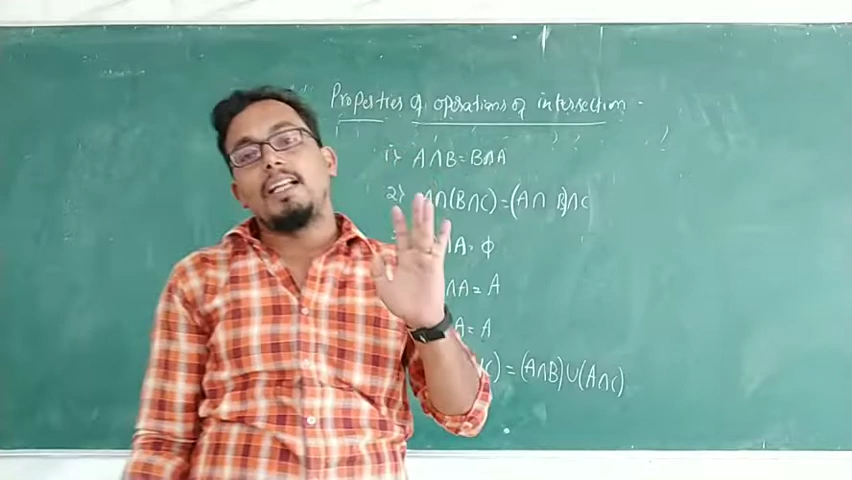 Properties of operations of intersection -
1) A∩B = B∩A
2) A∩(B∩C) = (A∩B)∩C
∩A = ϕ
∩A = A
A = A
C) = (A∩B)∪(A∩C)